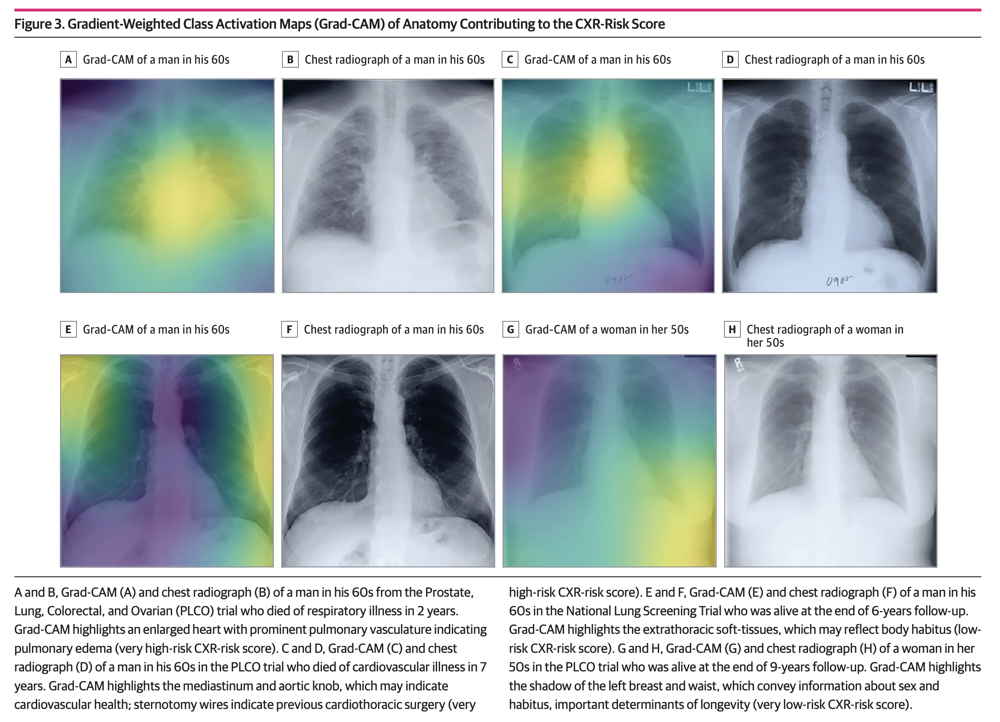 Figure 3. Gradient-Weighted Class Activation Maps (Grad-CAM) of Anatomy Contributing to the CXR-Risk Score
A Grad-CAM of a man in his 60s
B Chest radiograph of a man in his 60s
C Grad-CAM of a man in his 60s
D Chest radiograph of a man in his 60s
0902
0902
E Grad-CAM of a man in his 60s
F Chest radiograph of a man in his 60s
G Grad-CAM of a woman in her 50s
H Chest radiograph of a woman in
her 50s
R
R
A and B, Grad-CAM (A) and chest radiograph (B) of a man in his 60s from the Prostate,
Lung, Colorectal, and Ovarian (PLCO) trial who died of respiratory illness in 2 years.
Grad-CAM highlights an enlarged heart with prominent pulmonary vasculature indicating
pulmonary edema (very high-risk CXR-risk score). C and D, Grad-CAM (C) and chest
radiograph (D) of a man in his 60s in the PLCO trial who died of cardiovascular illness in 7
years. Grad-CAM highlights the mediastinum and aortic knob, which may indicate
cardiovascular health; sternotomy wires indicate previous cardiothoracic surgery (very
high-risk CXR-risk score). E and F, Grad-CAM (E) and chest radiograph (F) of a man in his
60s in the National Lung Screening Trial who was alive at the end of 6-years follow-up.
Grad-CAM highlights the extrathoracic soft-tissues, which may reflect body habitus (low-
risk CXR-risk score). G and H, Grad-CAM (G) and chest radiograph (H) of a woman in her
50s in the PLCO trial who was alive at the end of 9-years follow-up. Grad-CAM highlights
the shadow of the left breast and waist, which convey information about sex and
habitus, important determinants of longevity (very low-risk CXR-risk score).